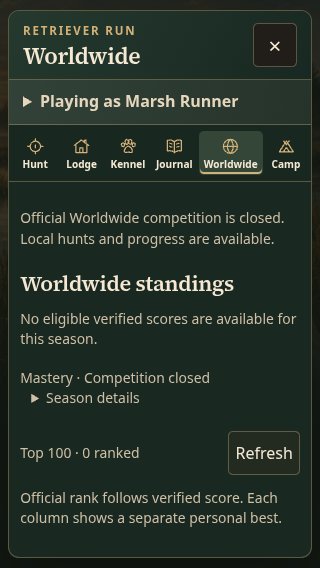 RETRIEVER RUN
Worldwide
×
▶ Playing as Marsh Runner
Hunt Lodge Kennel Journal Worldwide Camp
Official Worldwide competition is closed.
Local hunts and progress are available.
Worldwide standings
No eligible verified scores are available for
this season.
Mastery · Competition closed
▶ Season details
Top 100 · 0 ranked
Refresh
Official rank follows verified score. Each
column shows a separate personal best.